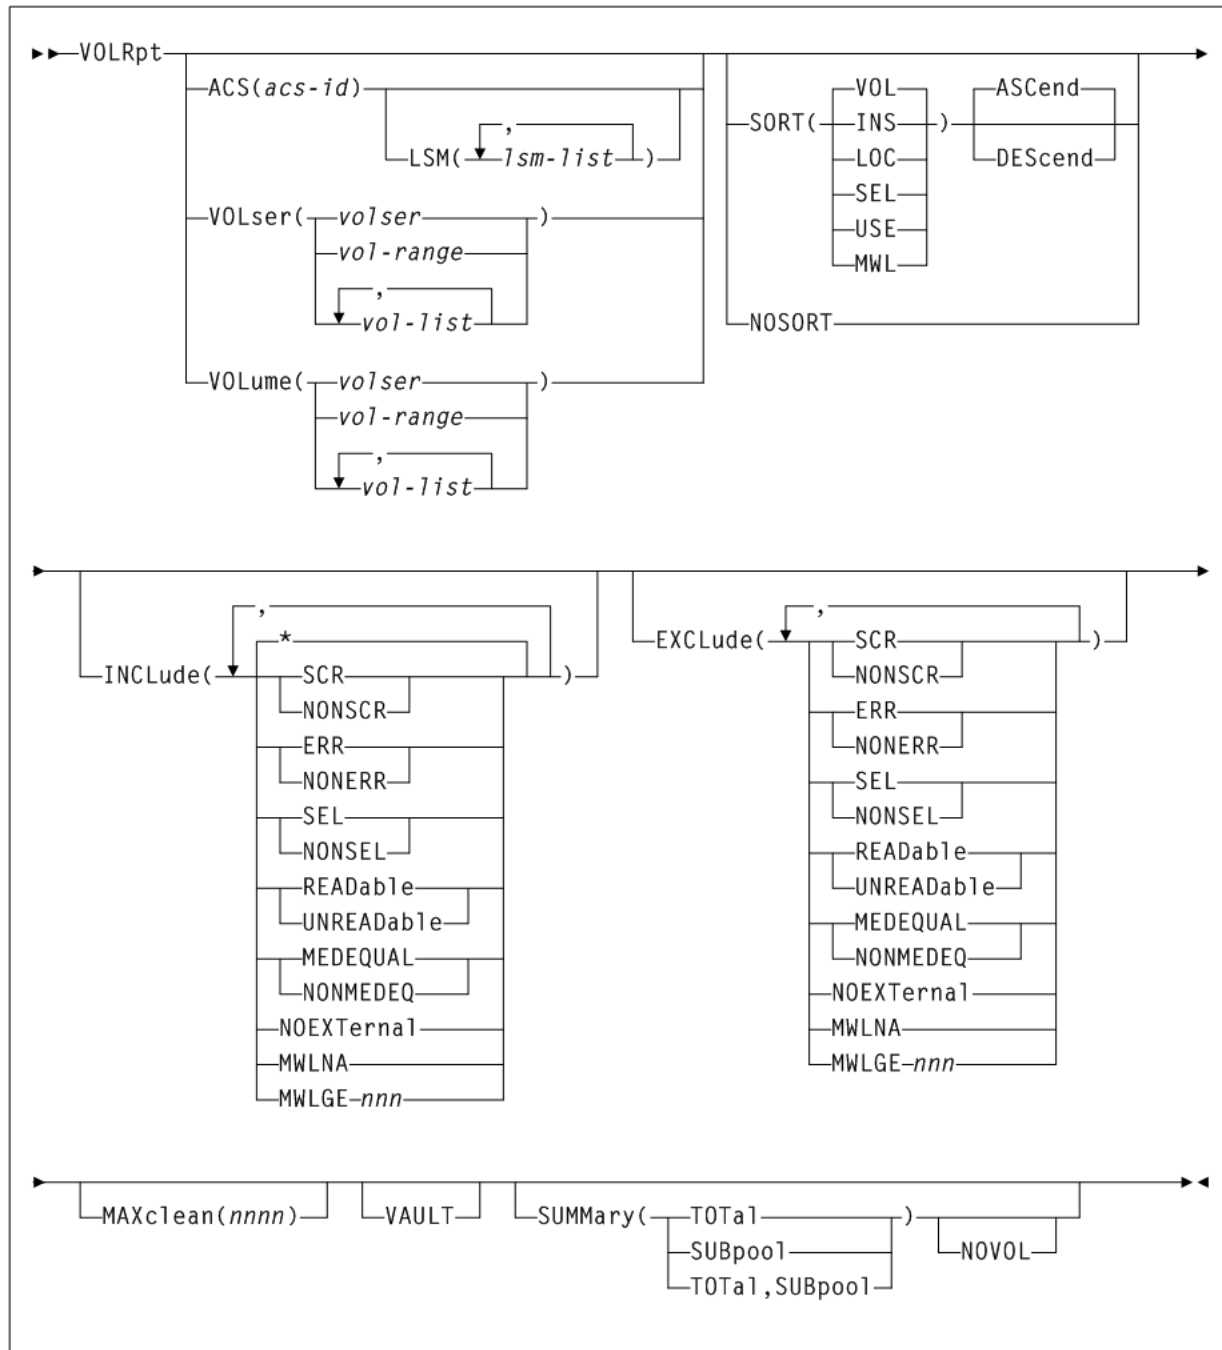 VOLRpt
ACS(acs-id)
,
LSM( lsm-list )
VOLser( volser )
vol-range
,
vol-list
VOLume( volser )
vol-range
,
vol-list
SORT( VOL )
INS
LOC
SEL
USE
MWL
ASCend
DEScend
NOSORT
INCLude( , )
*
SCR
NONSCR
ERR
NONERR
SEL
NONSEL
READable
UNREADable
MEDEQUAL
NONMEDEQ
NOEXTernal
MWLNA
MWLGE nnn
EXCLude( , )
SCR
NONSCR
ERR
NONERR
SEL
NONSEL
READable
UNREADable
MEDEQUAL
NONMEDEQ
NOEXTernal
MWLNA
MWLGE nnn
MAXclean(nnnn)
VAULT
SUMMary( TOTal )
SUBpool
TOTal,SUBpool
NOVOL